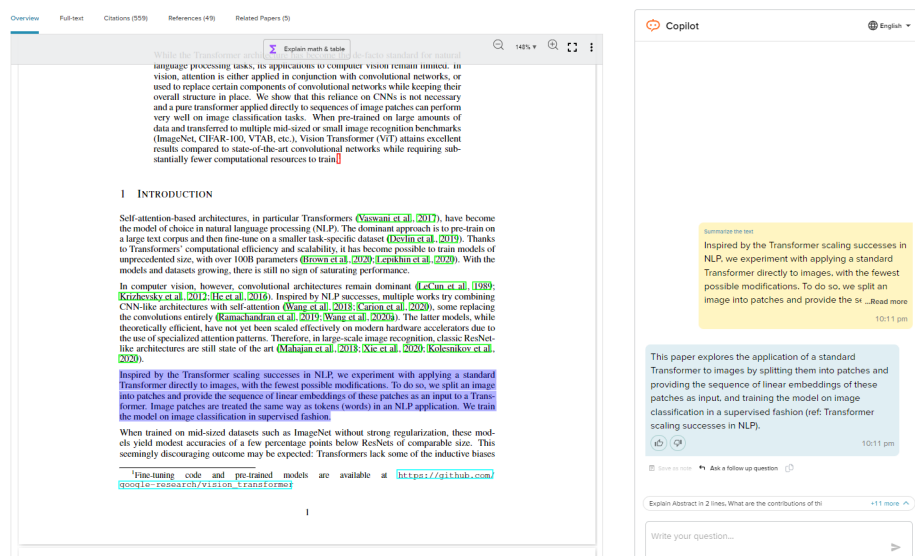 Overview Full-text Citations (559) References (49) Related Papers (5)
Explain math & table
148%
While the Transformer architecture has become the de-facto standard for natural
language processing tasks, its applications to computer vision remain limited. In
vision, attention is either applied in conjunction with convolutional networks, or
used to replace certain components of convolutional networks while keeping their
overall structure in place. We show that this reliance on CNNs is not necessary
and a pure transformer applied directly to sequences of image patches can perform
very well on image classification tasks. When pre-trained on large amounts of
data and transferred to multiple mid-sized or small image recognition benchmarks
(ImageNet, CIFAR-100, VTAB, etc.), Vision Transformer (ViT) attains excellent
results compared to state-of-the-art convolutional networks while requiring sub-
stantially fewer computational resources to train.
1 INTRODUCTION
Self-attention-based architectures, in particular Transformers (Vaswani et al., 2017), have become
the model of choice in natural language processing (NLP). The dominant approach is to pre-train on
a large text corpus and then fine-tune on a smaller task-specific dataset (Devlin et al., 2019). Thanks
to Transformers' computational efficiency and scalability, it has become possible to train models of
unprecedented size, with over 100B parameters (Brown et al., 2020; Lepikhin et al., 2020). With the
models and datasets growing, there is still no sign of saturating performance.
In computer vision, however, convolutional architectures remain dominant (LeCun et al., 1989;
Krizhevsky et al., 2012; He et al., 2016). Inspired by NLP successes, multiple works try combining
CNN-like architectures with self-attention (Wang et al., 2018; Carion et al., 2020), some replacing
the convolutions entirely (Ramachandran et al., 2019; Wang et al., 2020a). The latter models, while
theoretically efficient, have not yet been scaled effectively on modern hardware accelerators due to
the use of specialized attention patterns. Therefore, in large-scale image recognition, classic ResNet-
like architectures are still state of the art (Mahajan et al., 2018; Xie et al., 2020; Kolesnikov et al.,
2020).
Inspired by the Transformer scaling successes in NLP, we experiment with applying a standard
Transformer directly to images, with the fewest possible modifications. To do so, we split an image
into patches and provide the sequence of linear embeddings of these patches as an input to a Trans-
former. Image patches are treated the same way as tokens (words) in an NLP application. We train
the model on image classification in supervised fashion.
When trained on mid-sized datasets such as ImageNet without strong regularization, these mod-
els yield modest accuracies of a few percentage points below ResNets of comparable size. This
seemingly discouraging outcome may be expected: Transformers lack some of the inductive biases
1Fine-tuning code and pre-trained models are available at https://github.com/
google-research/vision_transformer
1
Copilot English
Summarize the text
Inspired by the Transformer scaling successes in
NLP, we experiment with applying a standard
Transformer directly to images, with the fewest
possible modifications. To do so, we split an
image into patches and provide the se ...Read more
10:11 pm
This paper explores the application of a standard
Transformer to images by splitting them into patches and
providing the sequence of linear embeddings of these
patches as input, and training the model on image
classification in a supervised fashion (ref: Transformer
scaling successes in NLP).
10:11 pm
Save as note Ask a follow up question
Explain Abstract in 2 lines, What are the contributions of thi +11 more
Write your question...